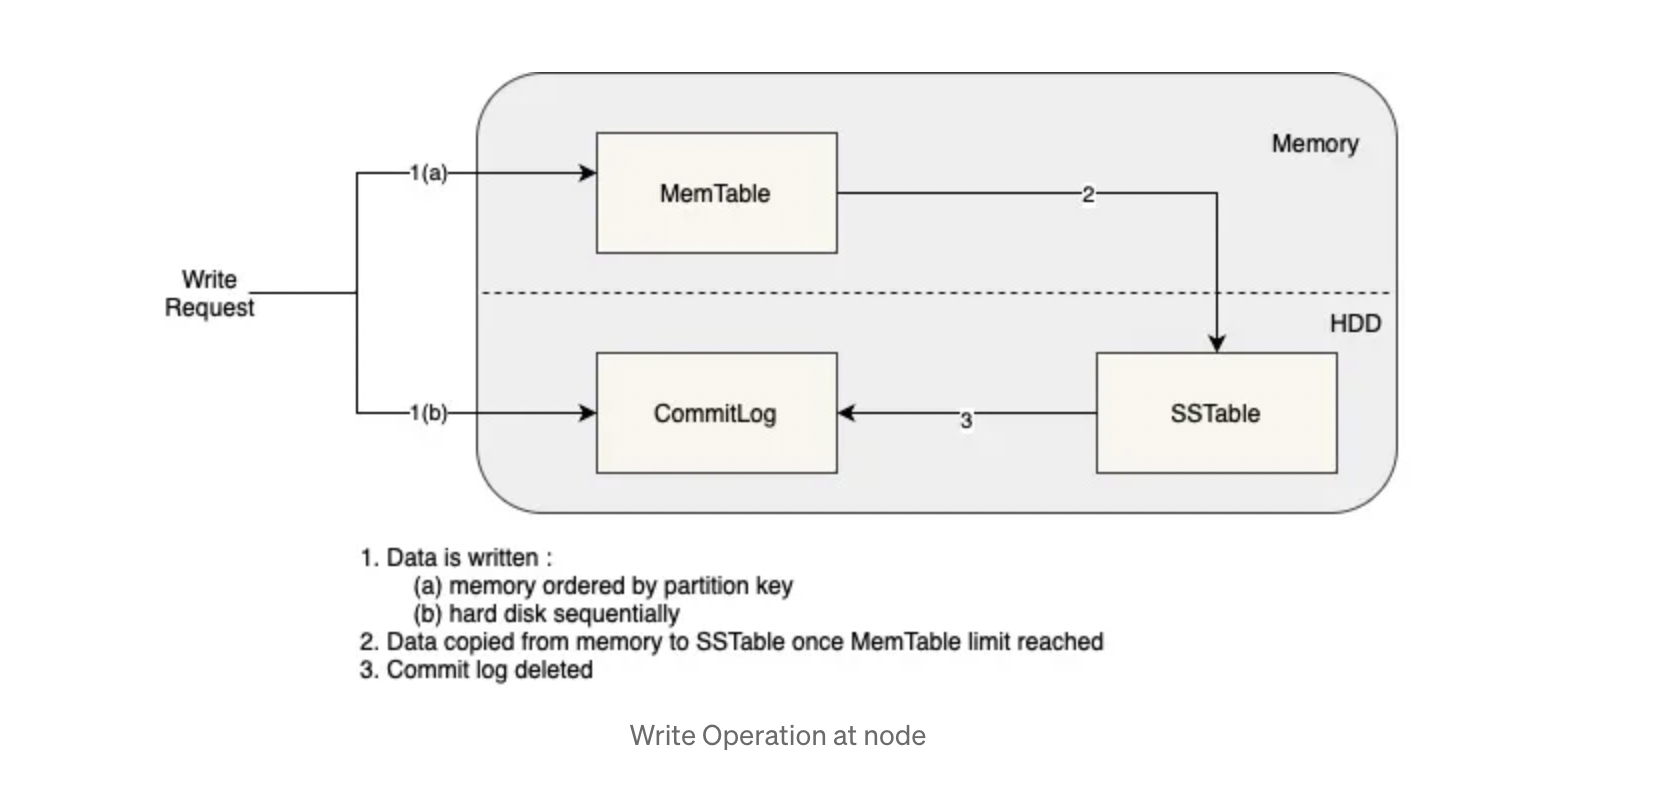 Memory
1(a)
MemTable
2
Write
Request
HDD
1(b)
CommitLog
3
SSTable
1. Data is written :
(a) memory ordered by partition key
(b) hard disk sequentially
2. Data copied from memory to SSTable once MemTable limit reached
3. Commit log deleted
Write Operation at node